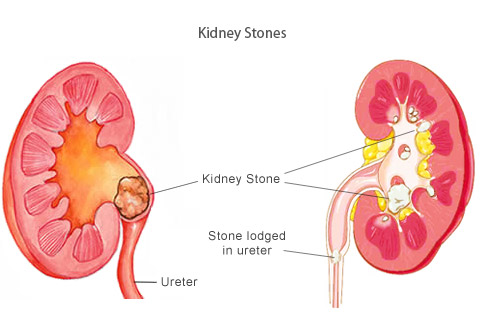 Kidney Stones
Kidney Stone
Stone lodged
in ureter
Ureter